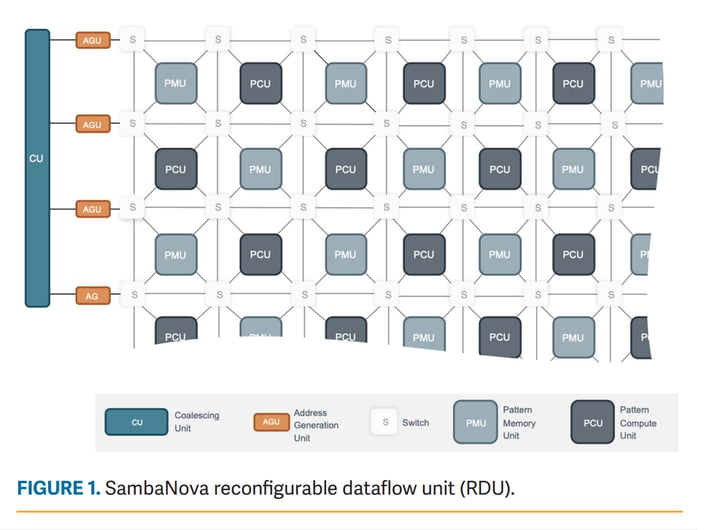 AGU S S S S S S S
PMU PCU PMU PCU PMU PCU PMU
AGU S S S S S S S
CU
PCU PMU PCU PMU PCU PMU PCU
AGU S S S S S S S
PMU PCU PMU PCU PMU PCU
AG S S S S S S S
PCU PMU PCU PMU PCU PMU
CU Coalescing Unit
AGU Address Generation Unit
S Switch
PMU Pattern Memory Unit
PCU Pattern Compute Unit
FIGURE 1. SambaNova reconfigurable dataflow unit (RDU).